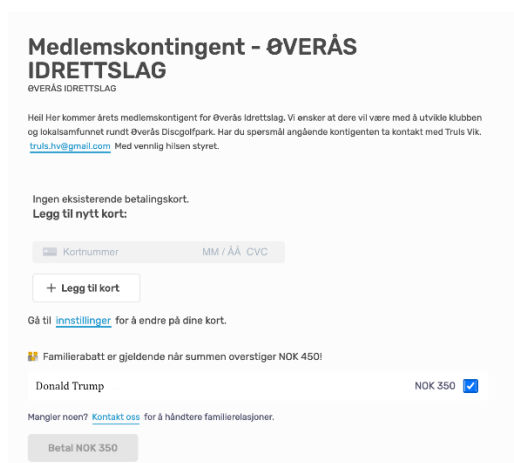 Medlemskontingent - ØVERÅS
IDRETTSLAG
ØVERÅS IDRETTSLAG
Hei! Her kommer årets medlemskontigent for Øverås Idrettslag. Vi ønsker at dere vil være med å utvikle klubben
og lokalsamfunnet rundt Øverås Discgolfpark. Har du spørsmål angående kontigenten ta kontakt med Truls Vik.
truls.hv@gmail.com Med vennlig hilsen styret.
Ingen eksisterende betalingskort.
Legg til nytt kort:
Kortnummer MM / ÅÅ CVC
+ Legg til kort
Gå til innstillinger for å endre på dine kort.
Familierabatt er gjeldende når summen overstiger NOK 450!
Donald Trump NOK 350
Mangler noen? Kontakt oss for å håndtere familierelasjoner.
Betal NOK 350